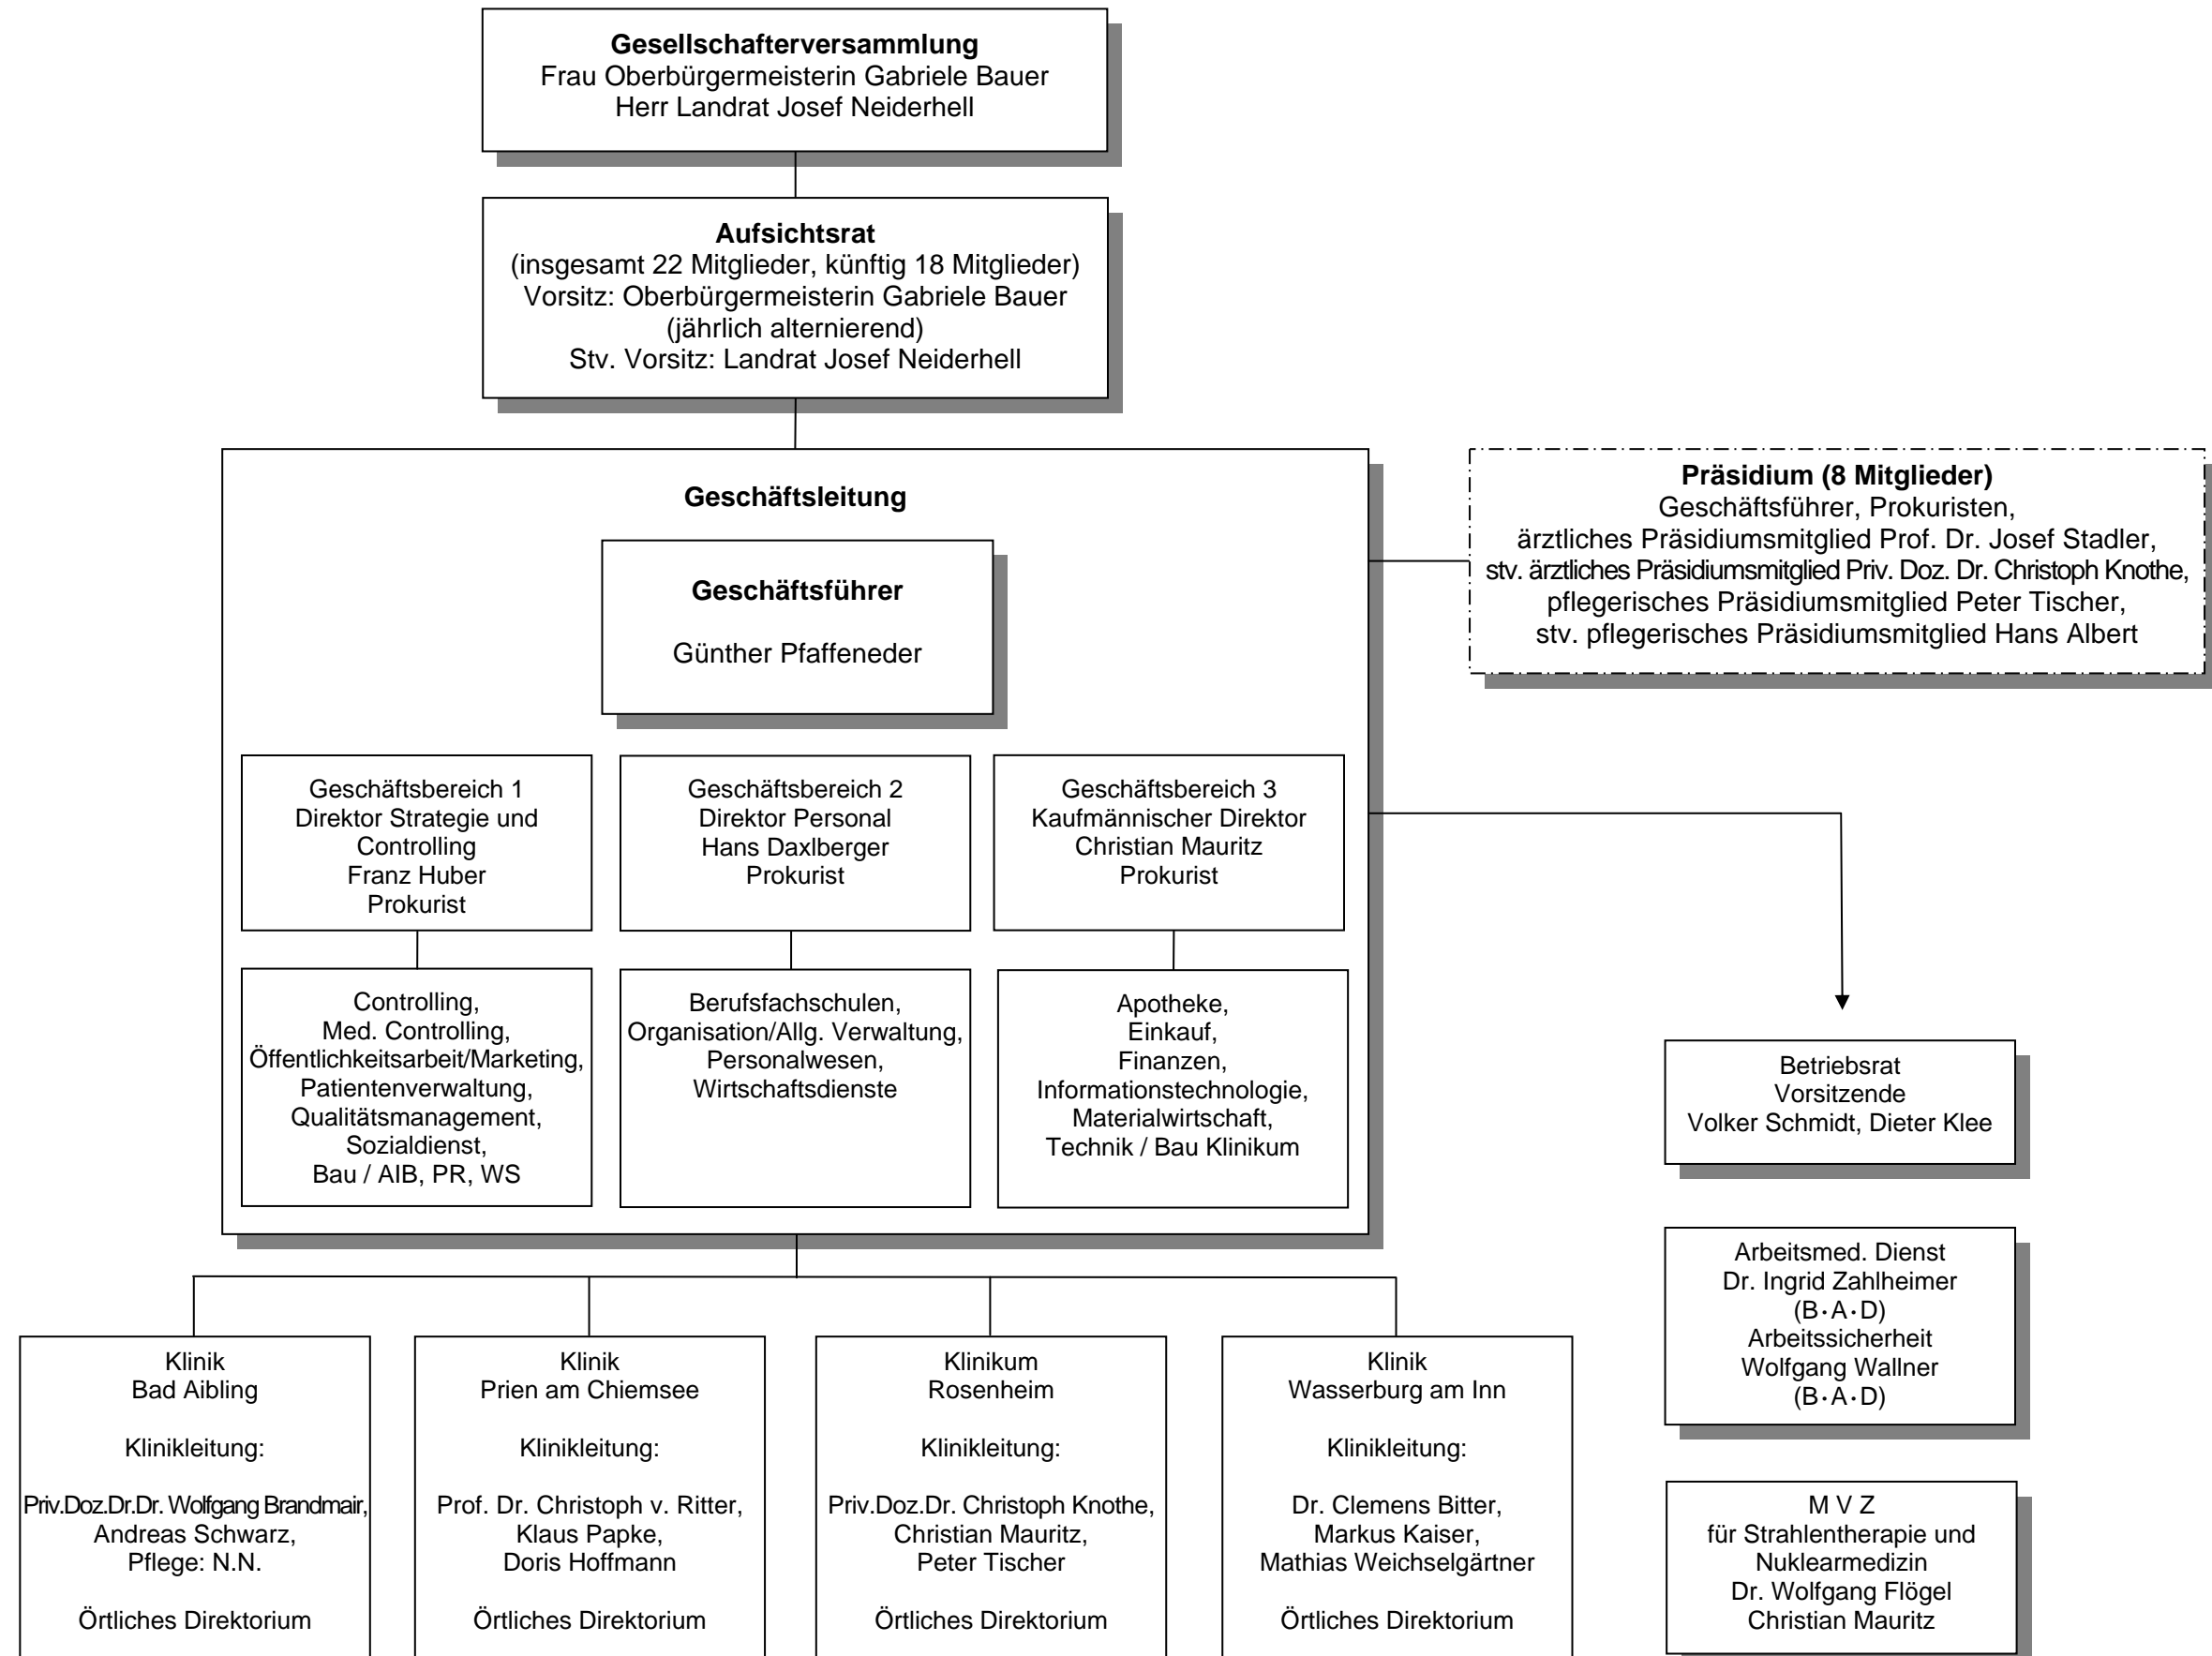 Gesellschafterversammlung
Frau Oberbürgermeisterin Gabriele Bauer
Herr Landrat Josef Neiderhell
Aufsichtsrat
(insgesamt 22 Mitglieder, künftig 18 Mitglieder)
Vorsitz: Oberbürgermeisterin Gabriele Bauer
(jährlich alternierend)
Stv. Vorsitz: Landrat Josef Neiderhell
Geschäftsleitung
Geschäftsführer
Günther Pfaffeneder
Präsidium (8 Mitglieder)
Geschäftsführer, Prokuristen,
ärztliches Präsidiumsmitglied Prof. Dr. Josef Stadler,
stv. ärztliches Präsidiumsmitglied Priv. Doz. Dr. Christoph Knothe,
pflegerisches Präsidiumsmitglied Peter Tischer,
stv. pflegerisches Präsidiumsmitglied Hans Albert
Geschäftsbereich 1
Direktor Strategie und
Controlling
Franz Huber
Prokurist
Geschäftsbereich 2
Direktor Personal
Hans Daxlberger
Prokurist
Geschäftsbereich 3
Kaufmännischer Direktor
Christian Mauritz
Prokurist
Controlling,
Med. Controlling,
Öffentlichkeitsarbeit/Marketing,
Patientenverwaltung,
Qualitätsmanagement,
Sozialdienst,
Bau / AIB, PR, WS
Berufsfachschulen,
Organisation/Allg. Verwaltung,
Personalwesen,
Wirtschaftsdienste
Apotheke,
Einkauf,
Finanzen,
Informationstechnologie,
Materialwirtschaft,
Technik / Bau Klinikum
Betriebsrat
Vorsitzende
Volker Schmidt, Dieter Klee
Arbeitsmed. Dienst
Dr. Ingrid Zahlheimer
(B·A·D)
Arbeitssicherheit
Wolfgang Wallner
(B·A·D)
Klinik
Bad Aibling
Klinikleitung:
Priv.Doz.Dr.Dr. Wolfgang Brandmair,
Andreas Schwarz,
Pflege: N.N.
Örtliches Direktorium
Klinik
Prien am Chiemsee
Klinikleitung:
Prof. Dr. Christoph v. Ritter,
Klaus Papke,
Doris Hoffmann
Örtliches Direktorium
Klinikum
Rosenheim
Klinikleitung:
Priv.Doz.Dr. Christoph Knothe,
Christian Mauritz,
Peter Tischer
Örtliches Direktorium
Klinik
Wasserburg am Inn
Klinikleitung:
Dr. Clemens Bitter,
Markus Kaiser,
Mathias Weichselgärtner
Örtliches Direktorium
M V Z
für Strahlentherapie und
Nuklearmedizin
Dr. Wolfgang Flögel
Christian Mauritz